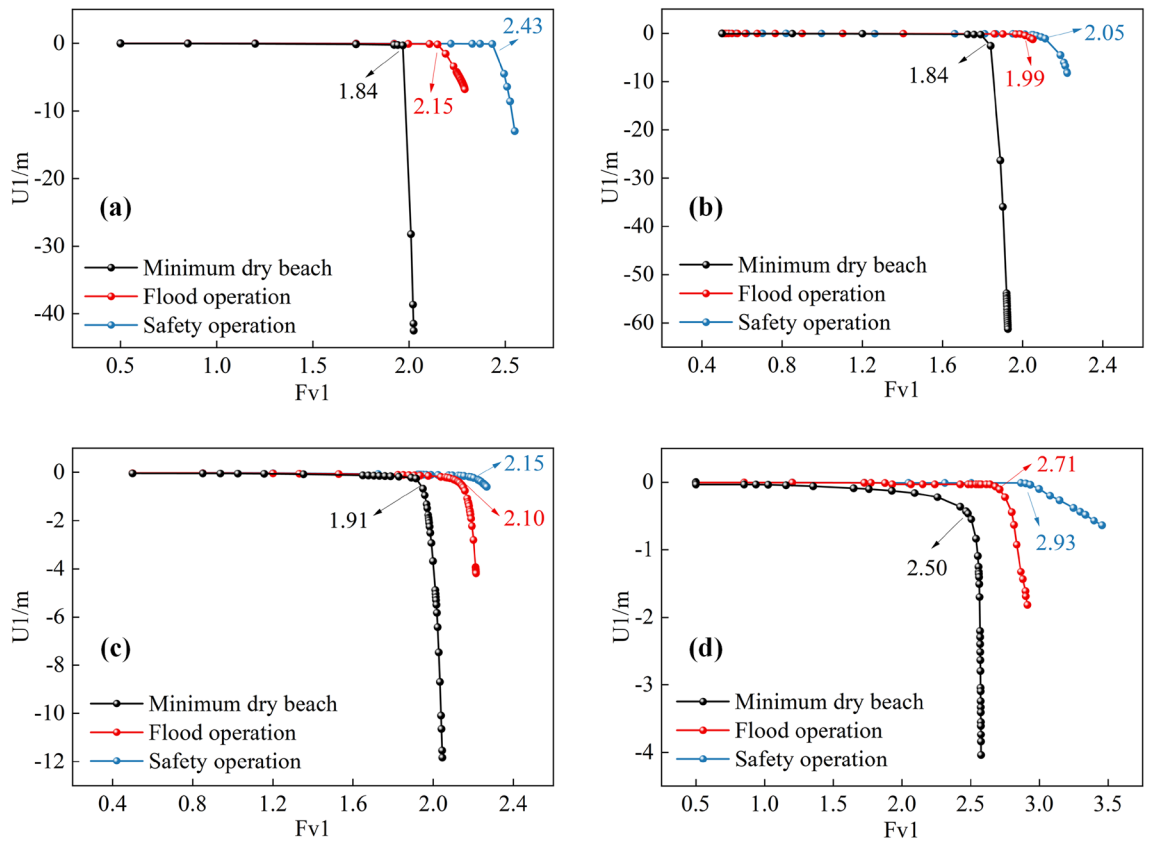 0
-10
-20
-30
-40
U1/m
2.43
1.84
2.15
(a)
Minimum dry beach
Flood operation
Safety operation
0.5 1.0 1.5 2.0 2.5
Fv1
0
-10
-20
-30
-40
-50
-60
U1/m
2.05
1.84
1.99
(b)
Minimum dry beach
Flood operation
Safety operation
0.4 0.8 1.2 1.6 2.0 2.4
Fv1
0
-2
-4
-6
-8
-10
-12
U1/m
2.15
1.91
2.10
(c)
Minimum dry beach
Flood operation
Safety operation
0.4 0.8 1.2 1.6 2.0 2.4
Fv1
0
-1
-2
-3
-4
U1/m
2.71
2.93
2.50
(d)
Minimum dry beach
Flood operation
Safety operation
0.5 1.0 1.5 2.0 2.5 3.0 3.5
Fv1